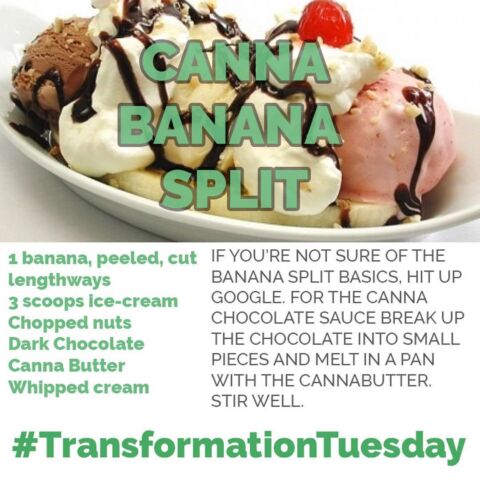 CANNA
BANANA
SPLIT
1 banana, peeled, cut
lengthways
3 scoops ice-cream
Chopped nuts
Dark Chocolate
Canna Butter
Whipped cream
IF YOU'RE NOT SURE OF THE
BANANA SPLIT BASICS, HIT UP
GOOGLE. FOR THE CANNA
CHOCOLATE SAUCE BREAK UP
THE CHOCOLATE INTO SMALL
PIECES AND MELT IN A PAN
WITH THE CANNABUTTER.
STIR WELL.
#TransformationTuesday